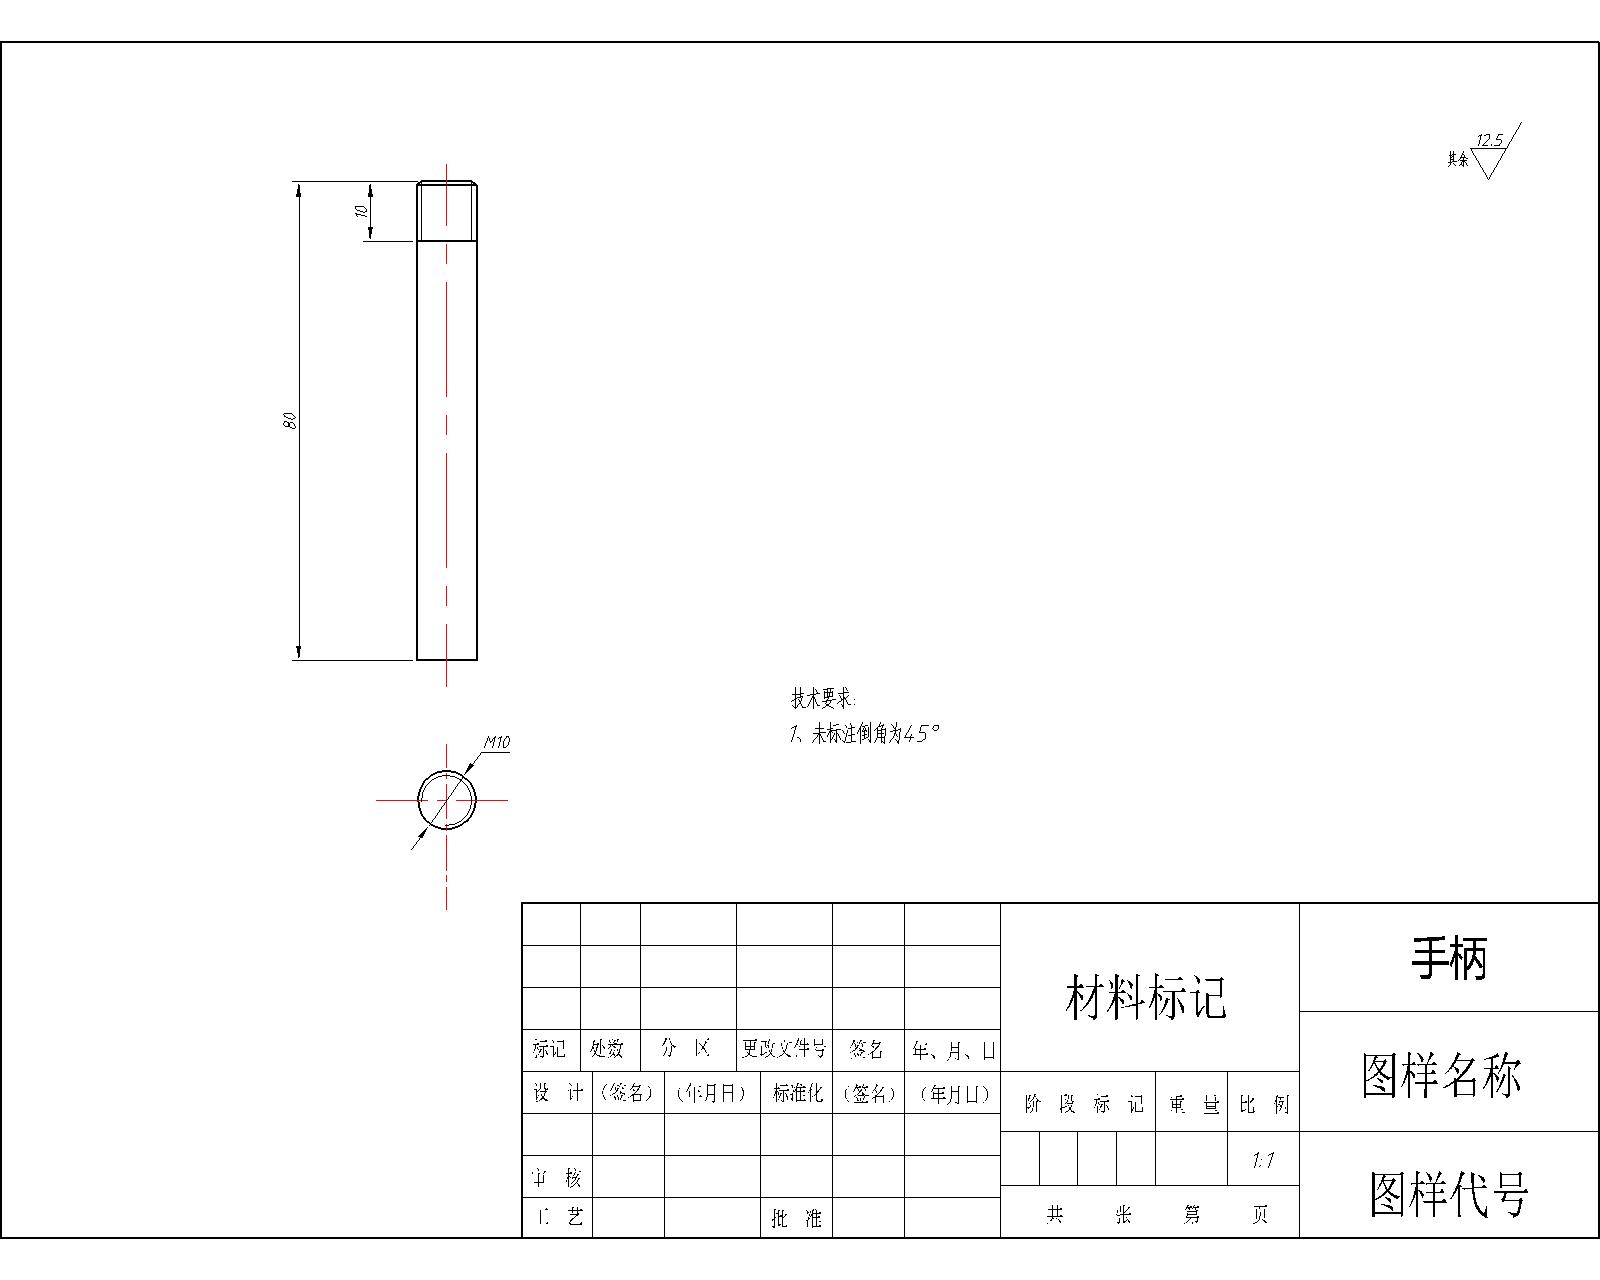 其余 12.5
10
80
M10
技术要求:
1、未标注倒角为45°
手柄
材料标记
图样名称
标记 处数 分 区 更改文件号 签名 年、月、日
设 计 (签名) (年月日) 标准化 (签名) (年月日)
阶 段 标 记 重 量 比 例
1:1
审 核
工 艺 批 准
共 张 第 页
图样代号